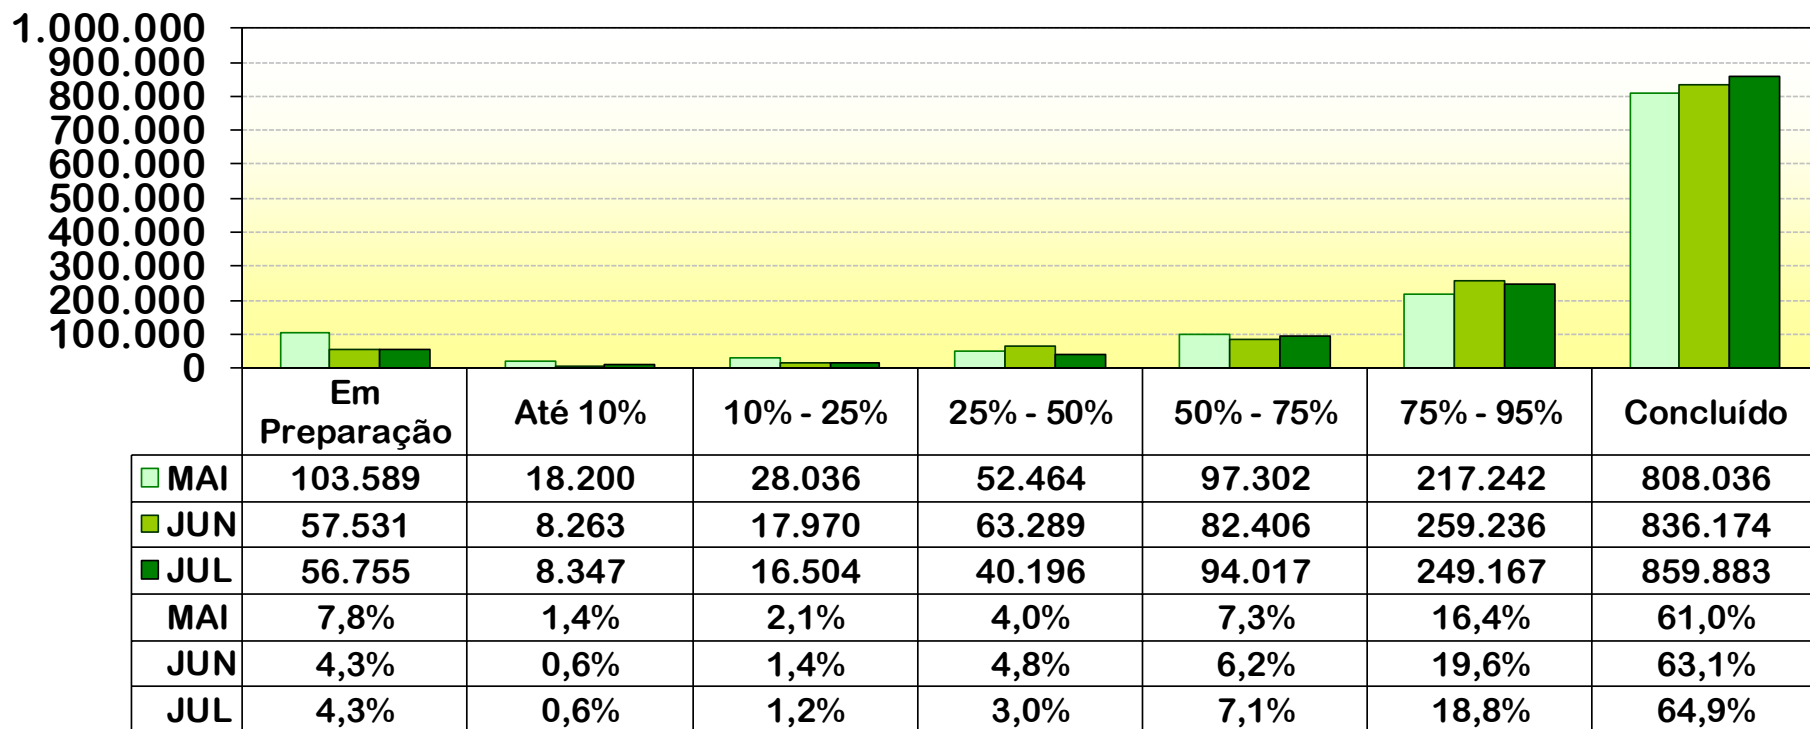 1.000.000
900.000
800.000
700.000
600.000
500.000
400.000
300.000
200.000
100.000
0
Em Preparação Até 10% 10% - 25% 25% - 50% 50% - 75% 75% - 95% Concluído
MAI 103.589 18.200 28.036 52.464 97.302 217.242 808.036
JUN 57.531 8.263 17.970 63.289 82.406 259.236 836.174
JUL 56.755 8.347 16.504 40.196 94.017 249.167 859.883
MAI 7,8% 1,4% 2,1% 4,0% 7,3% 16,4% 61,0%
JUN 4,3% 0,6% 1,4% 4,8% 6,2% 19,6% 63,1%
JUL 4,3% 0,6% 1,2% 3,0% 7,1% 18,8% 64,9%